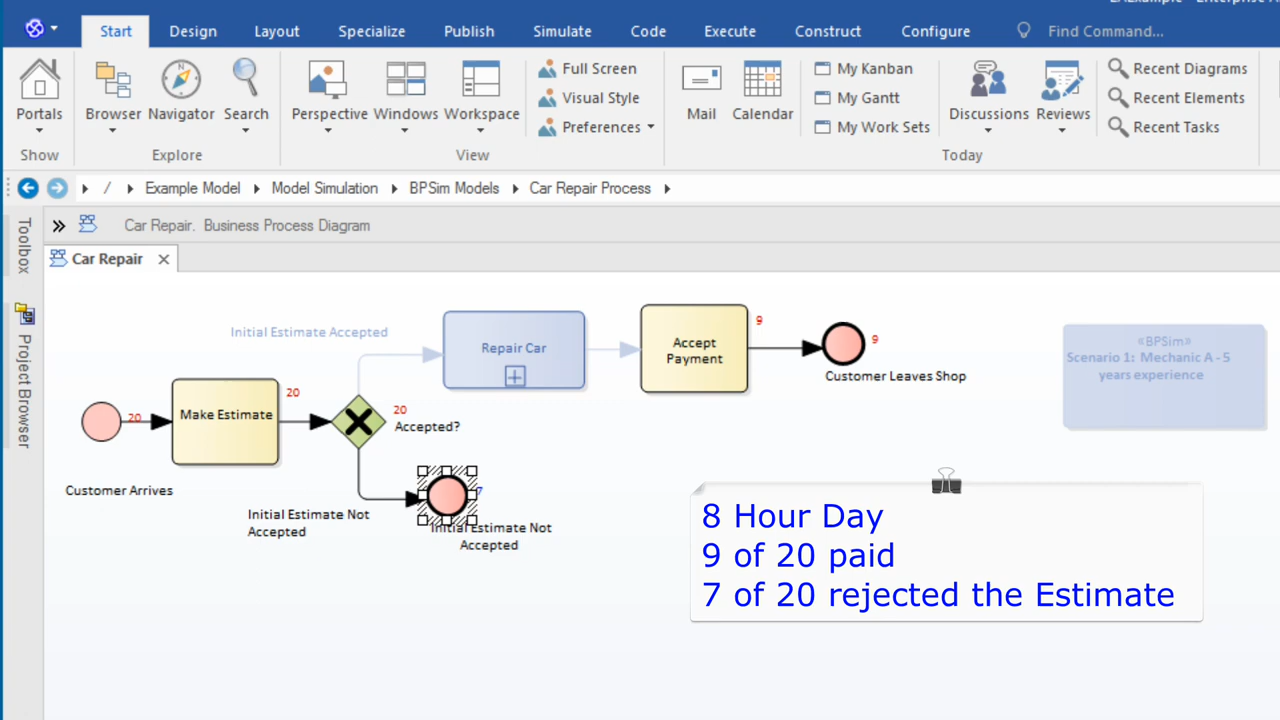 Start Design Layout Specialize Publish Simulate Code Execute Construct Configure Find Command...
Portals
Browser Navigator Search
Perspective Windows Workspace
Full Screen
Visual Style
Preferences
Mail Calendar
My Kanban
My Gantt
My Work Sets
Discussions Reviews
Recent Diagrams
Recent Elements
Recent Tasks
Show Explore View Today
/ Example Model Model Simulation BPSim Models Car Repair Process
Toolbox
Project Browser
Car Repair. Business Process Diagram
Car Repair
Initial Estimate Accepted
Repair Car
Accept
Payment
9
9
Customer Leaves Shop
«BPSim»
Scenario 1: Mechanic A - 5
years experience
20
Make Estimate
20
20
Accepted?
Customer Arrives
Initial Estimate Not
Accepted
7
Initial Estimate Not
Accepted
8 Hour Day
9 of 20 paid
7 of 20 rejected the Estimate